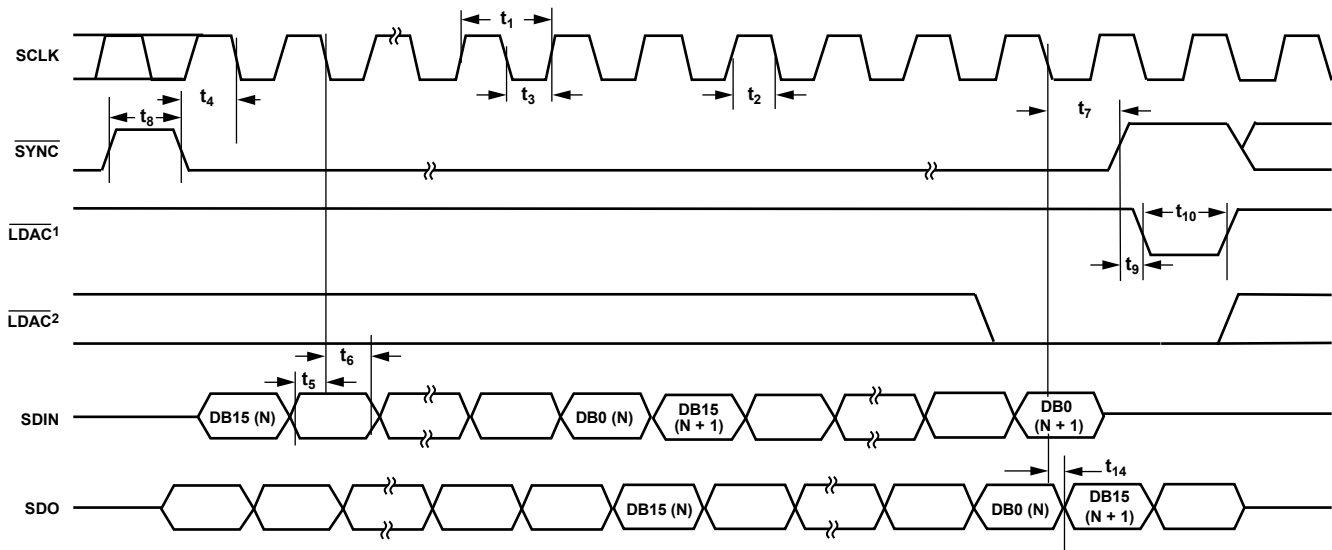 t1
SCLK
t4
t3
t2
t7
t8
SYNC
LDAC1
t10
t9
LDAC2
t6
t5
SDIN
DB15 (N)
DB0 (N)
DB15
(N + 1)
DB0
(N + 1)
t14
SDO
DB15 (N)
DB0 (N)
DB15
(N + 1)